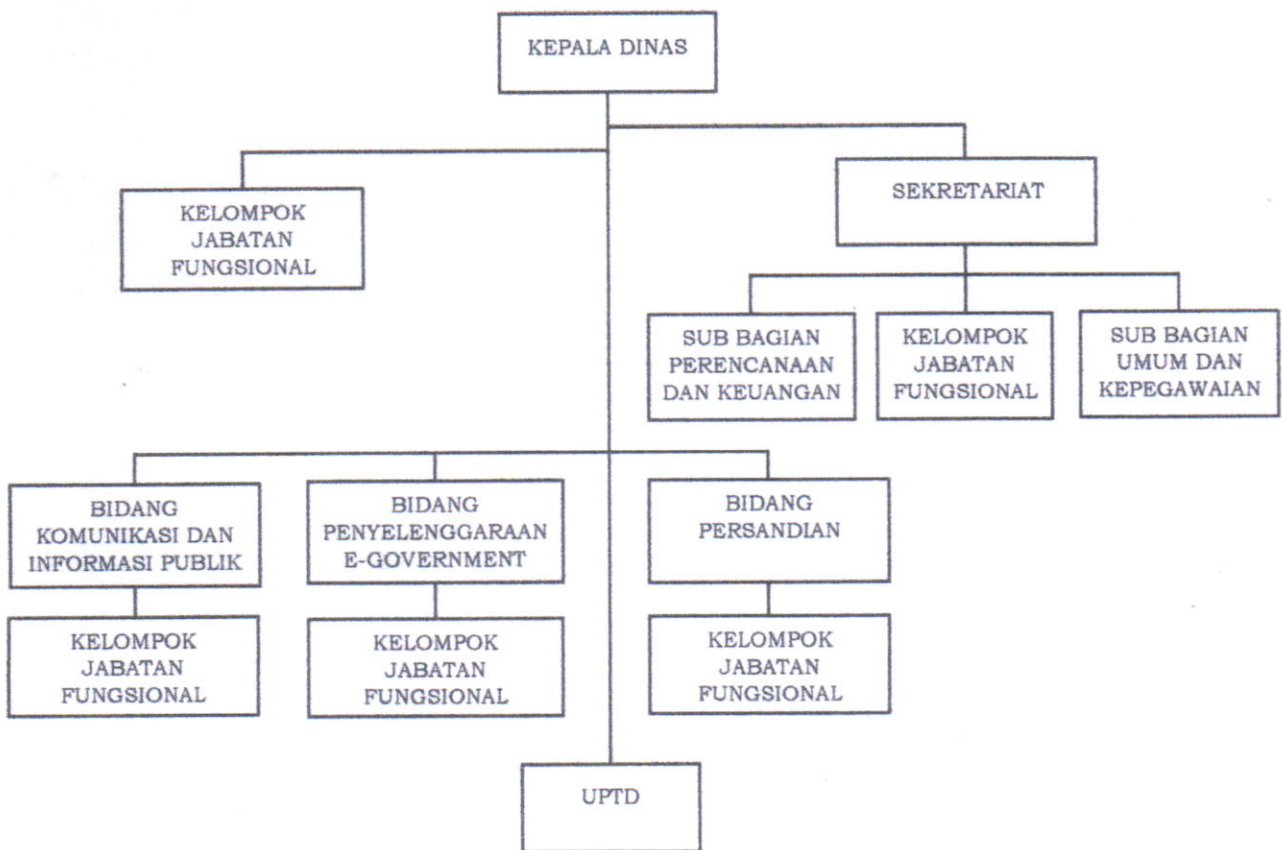 KEPALA DINAS
SEKRETARIAT
KELOMPOK
JABATAN
FUNGSIONAL
SUB BAGIAN
PERENCANAAN
DAN KEUANGAN
KELOMPOK
JABATAN
FUNGSIONAL
SUB BAGIAN
UMUM DAN
KEPEGAWAIAN
BIDANG
KOMUNIKASI DAN
INFORMASI PUBLIK
BIDANG
PENYELENGGARAAN
E-GOVERNMENT
BIDANG
PERSANDIAN
KELOMPOK
JABATAN
FUNGSIONAL
KELOMPOK
JABATAN
FUNGSIONAL
KELOMPOK
JABATAN
FUNGSIONAL
UPTD